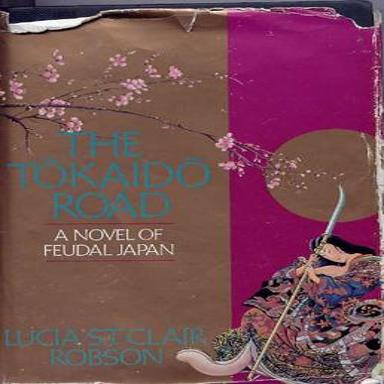 THE
TŌKAIDŌ
ROAD
A NOVEL OF
FEUDAL JAPAN
LUCIA ST. CLAIR
ROBSON